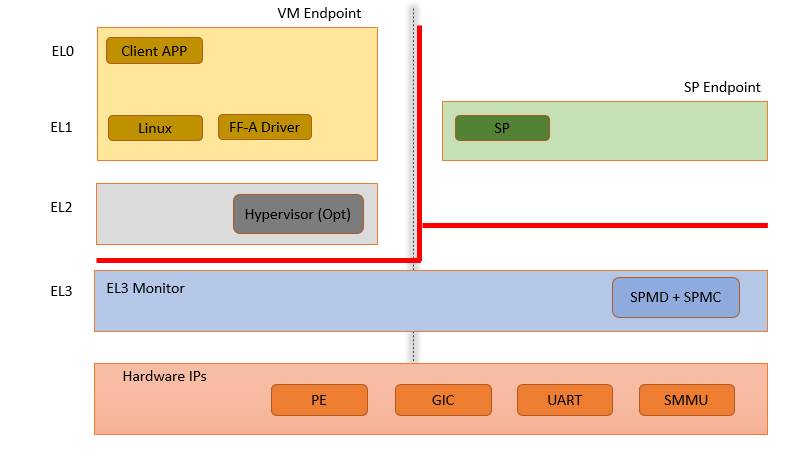 VM Endpoint
EL0
Client APP
SP Endpoint
EL1
Linux
FF-A Driver
SP
EL2
Hypervisor (Opt)
EL3
EL3 Monitor
SPMD + SPMC
Hardware IPs
PE
GIC
UART
SMMU